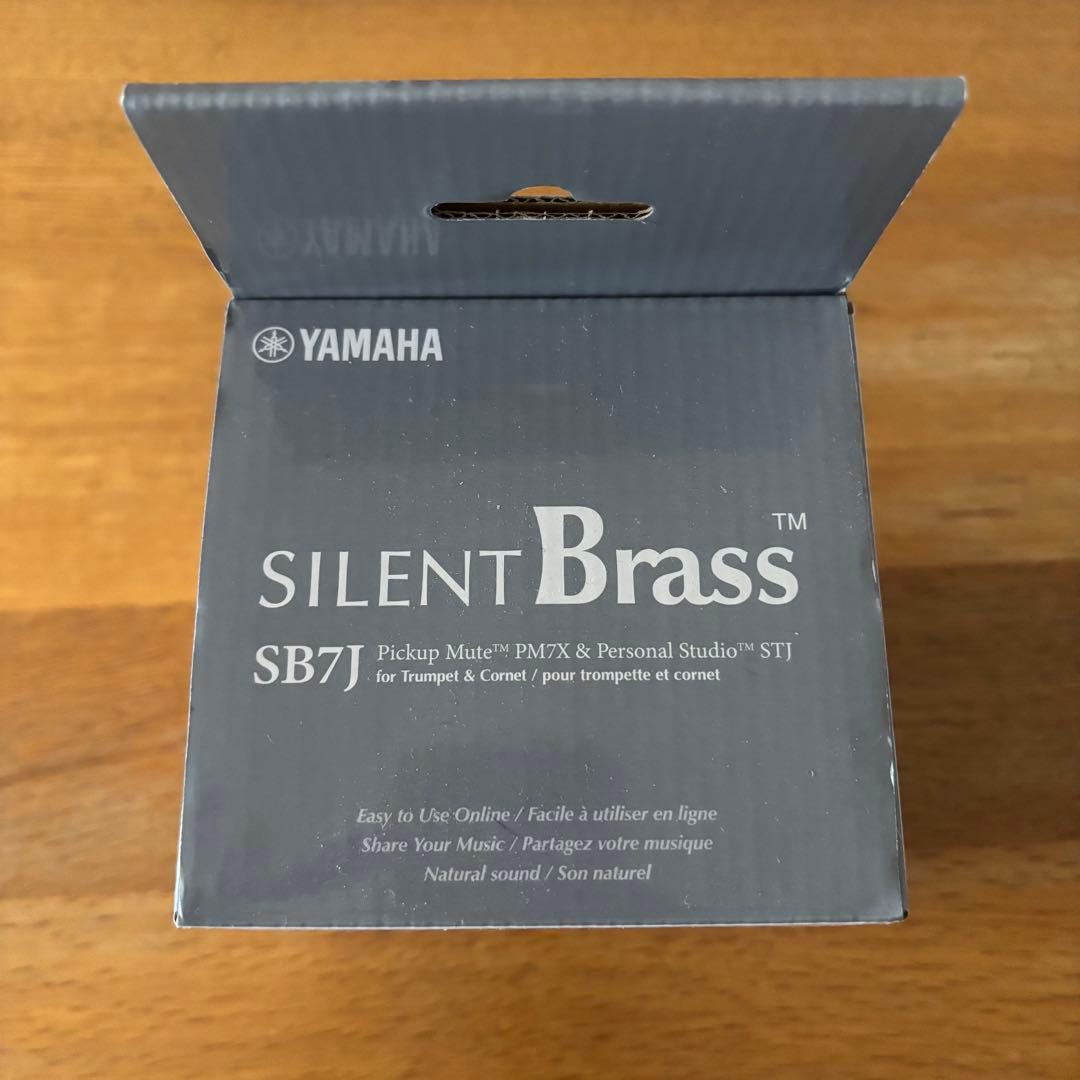 YAMAHA
YAMAHA
SILENT Brass™
SB7J Pickup Mute™ PM7X & Personal Studio™ STJ
for Trumpet & Cornet / pour trompette et cornet
Easy to Use Online / Facile à utiliser en ligne
Share Your Music / Partagez votre musique
Natural sound / Son naturel